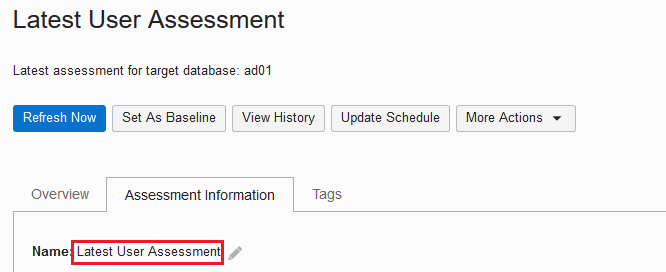 Latest User Assessment
Latest assessment for target database: ad01
Refresh Now Set As Baseline View History Update Schedule More Actions
Overview Assessment Information Tags
Name: Latest User Assessment